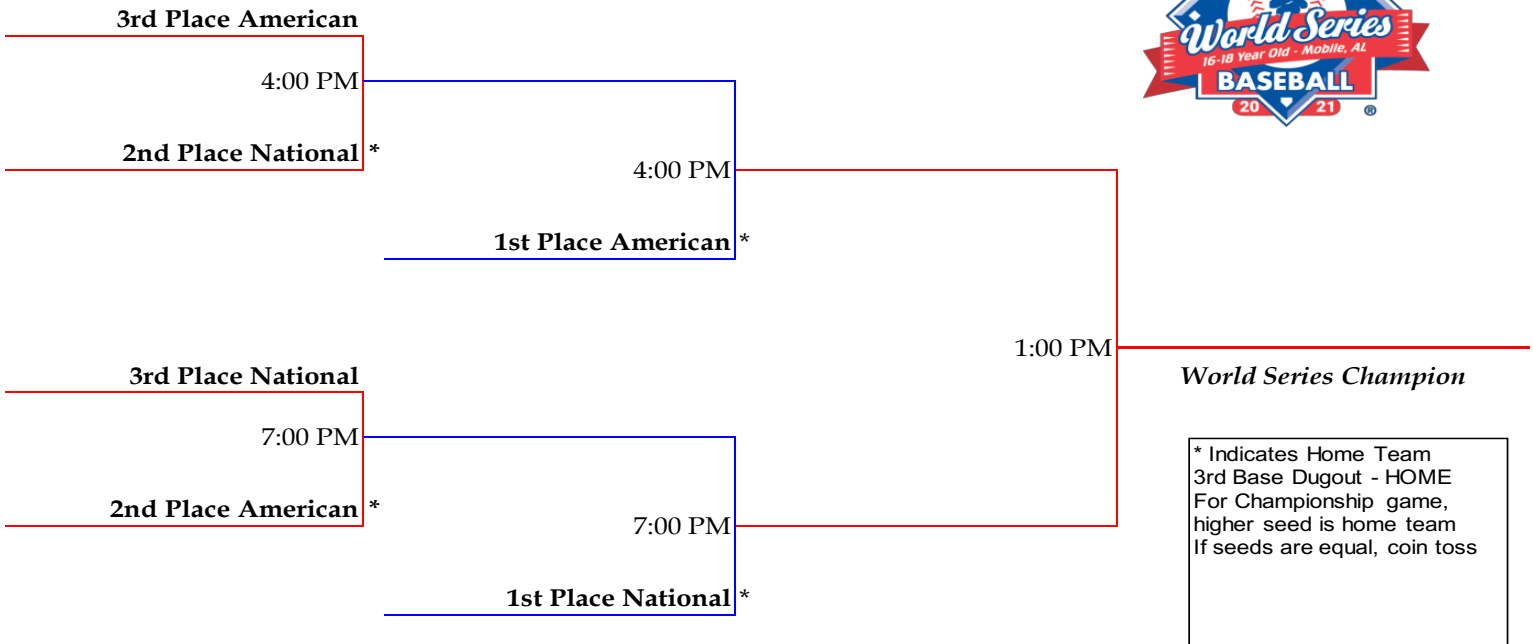 3rd Place American
4:00 PM
2nd Place National *
4:00 PM
1st Place American *
3rd Place National
7:00 PM
2nd Place American *
7:00 PM
1st Place National *
1:00 PM
World Series Champion
World Series
16-18 Year Old - Mobile, AL
BASEBALL
20 21 ®
* Indicates Home Team
3rd Base Dugout - HOME
For Championship game,
higher seed is home team
If seeds are equal, coin toss